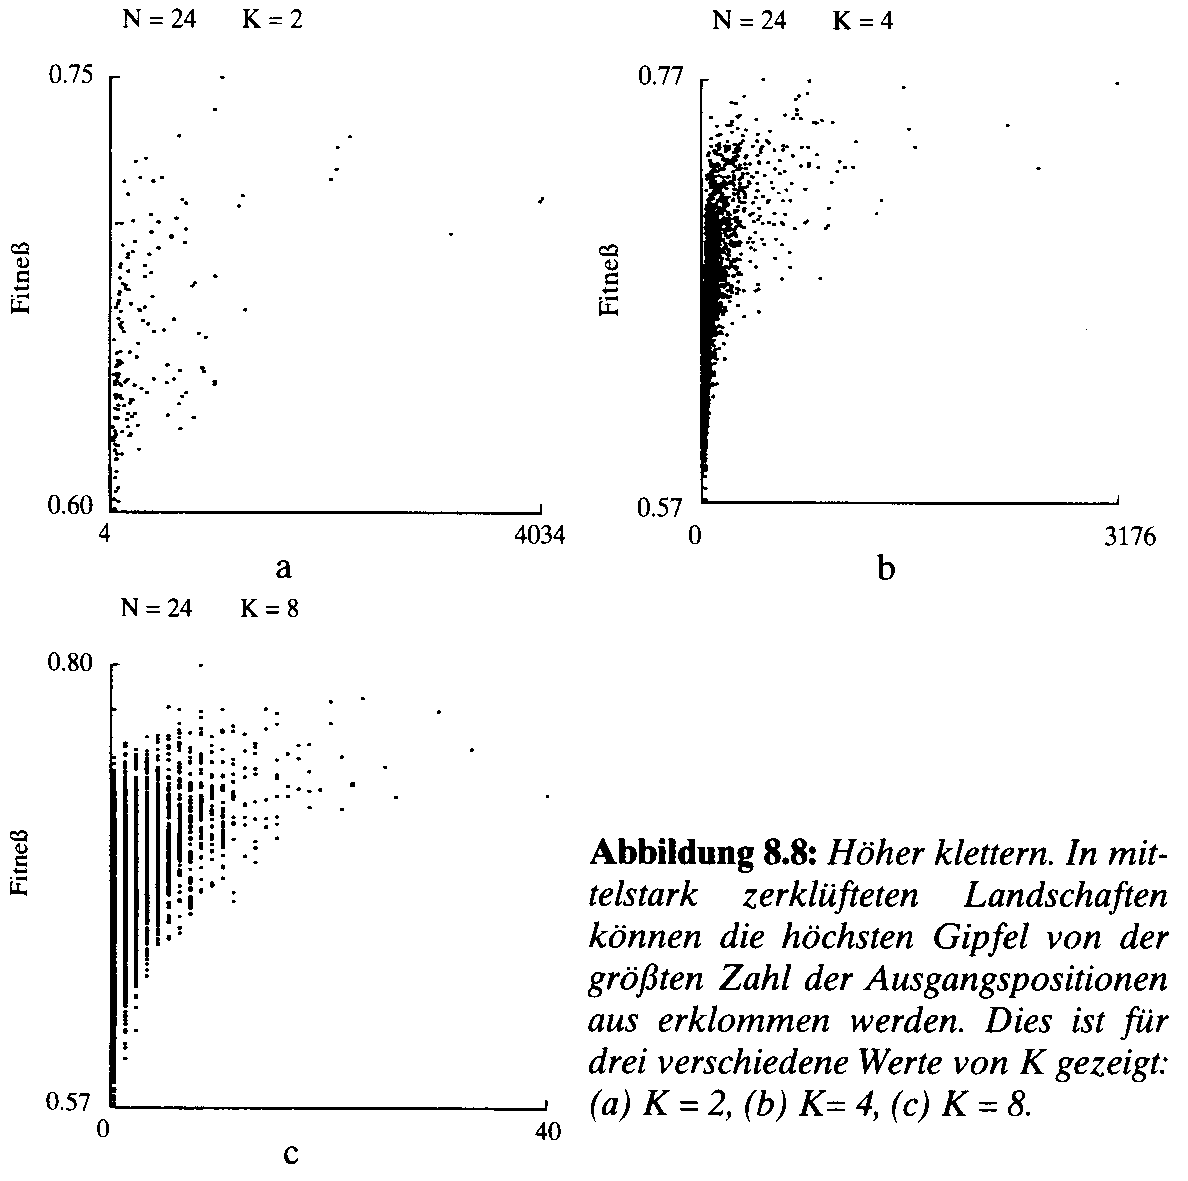 N = 24 K = 2
0.75
Fitneß
0.60
4
4034
a
N = 24 K = 4
0.77
Fitneß
0.57
0
3176
b
N = 24 K = 8
0.80
Fitneß
0.57
0
40
c
Abbildung 8.8: Höher klettern. In mit-
telstark zerklüfteten Landschaften
können die höchsten Gipfel von der
größten Zahl der Ausgangspositionen
aus erklommen werden. Dies ist für
drei verschiedene Werte von K gezeigt:
(a) K = 2, (b) K= 4, (c) K = 8.